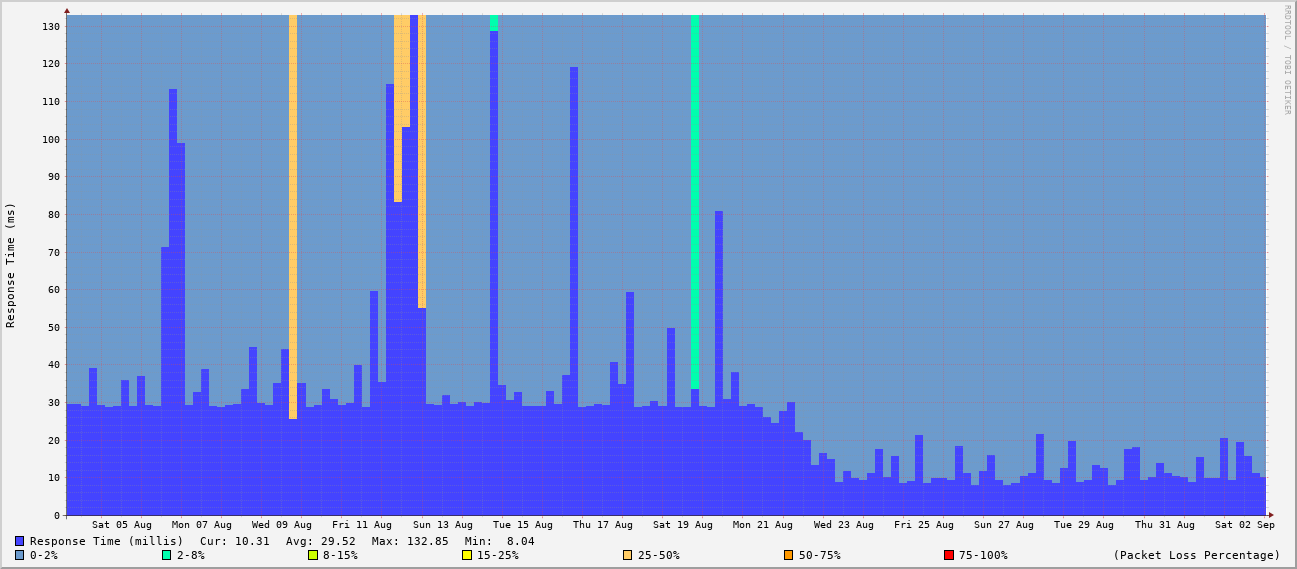 RRDTOOL / TOBI OETIKER
Response Time (ms)
130
120
110
100
90
80
70
60
50
40
30
20
10
0
Sat 05 Aug Mon 07 Aug Wed 09 Aug Fri 11 Aug Sun 13 Aug Tue 15 Aug Thu 17 Aug Sat 19 Aug Mon 21 Aug Wed 23 Aug Fri 25 Aug Sun 27 Aug Tue 29 Aug Thu 31 Aug Sat 02 Sep
Response Time (millis) Cur: 10.31 Avg: 29.52 Max: 132.85 Min: 8.04
0-2% 2-8% 8-15% 15-25% 25-50% 50-75% 75-100% (Packet Loss Percentage)